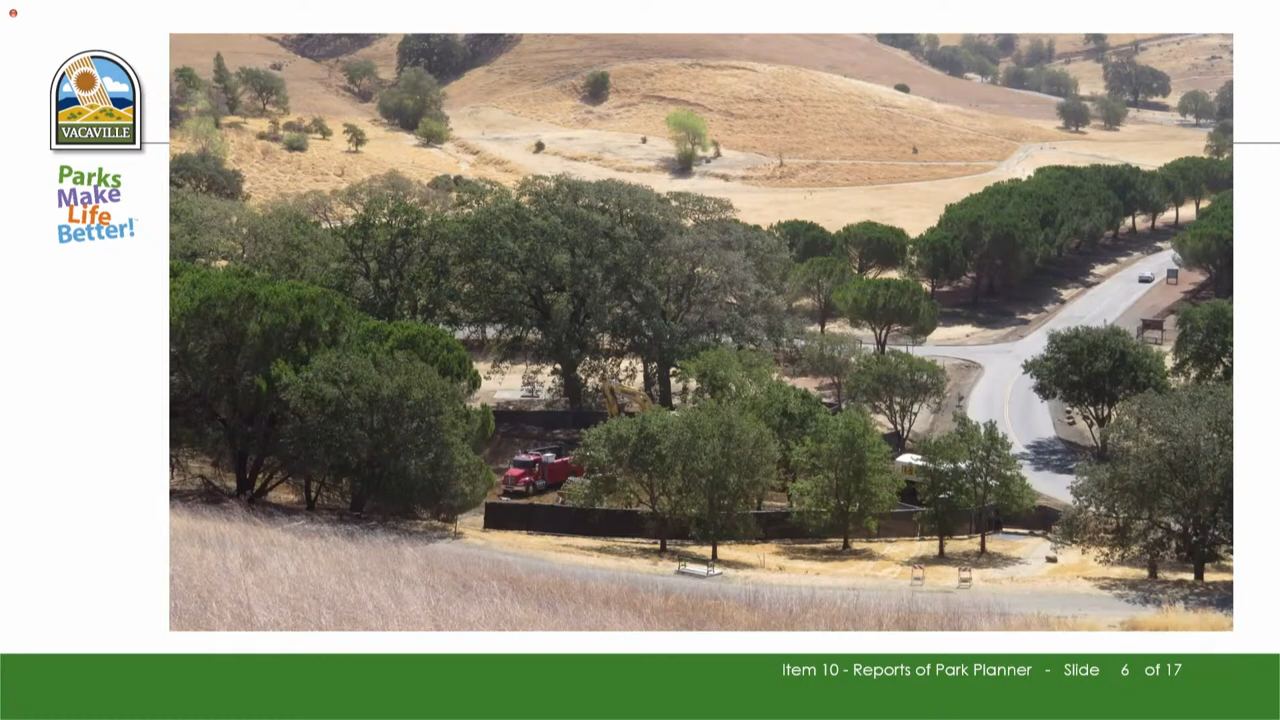 VACAVILLE
Parks
Make
Life
Better!
Item 10 - Reports of Park Planner - Slide 6 of 17